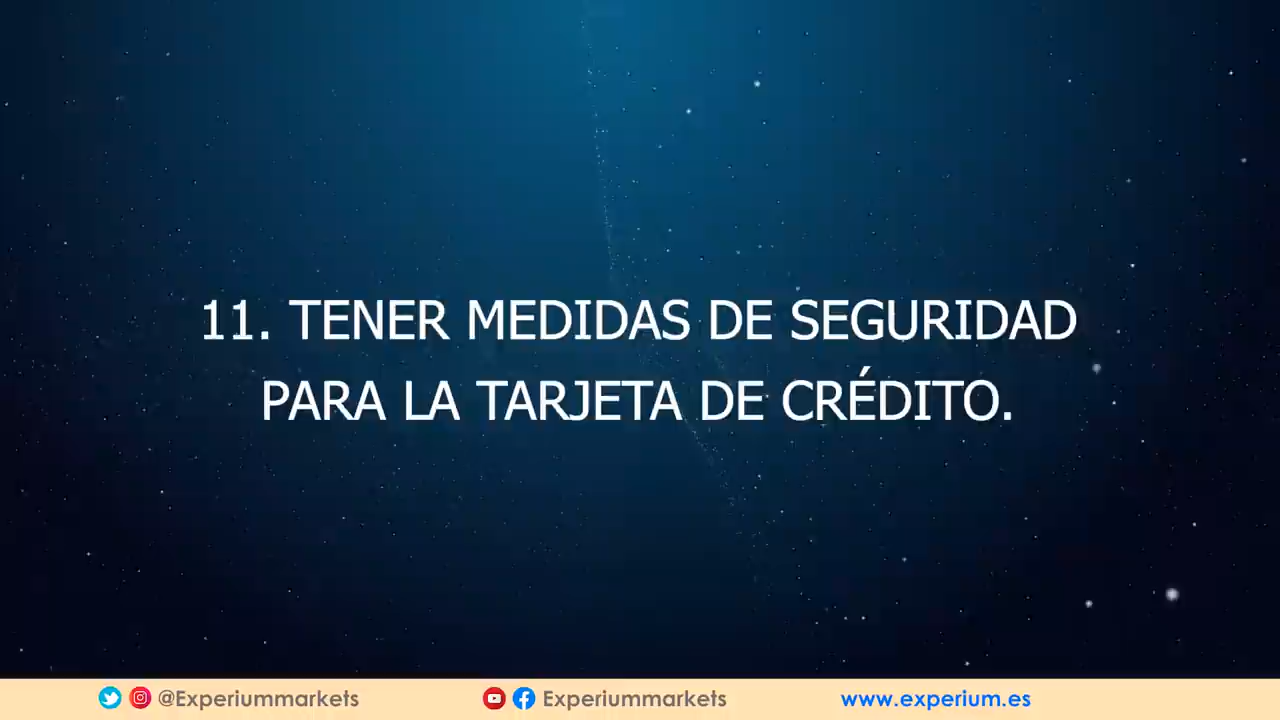 11. TENER MEDIDAS DE SEGURIDAD
PARA LA TARJETA DE CRÉDITO.
@Experiummarkets Experiummarkets www.experium.es